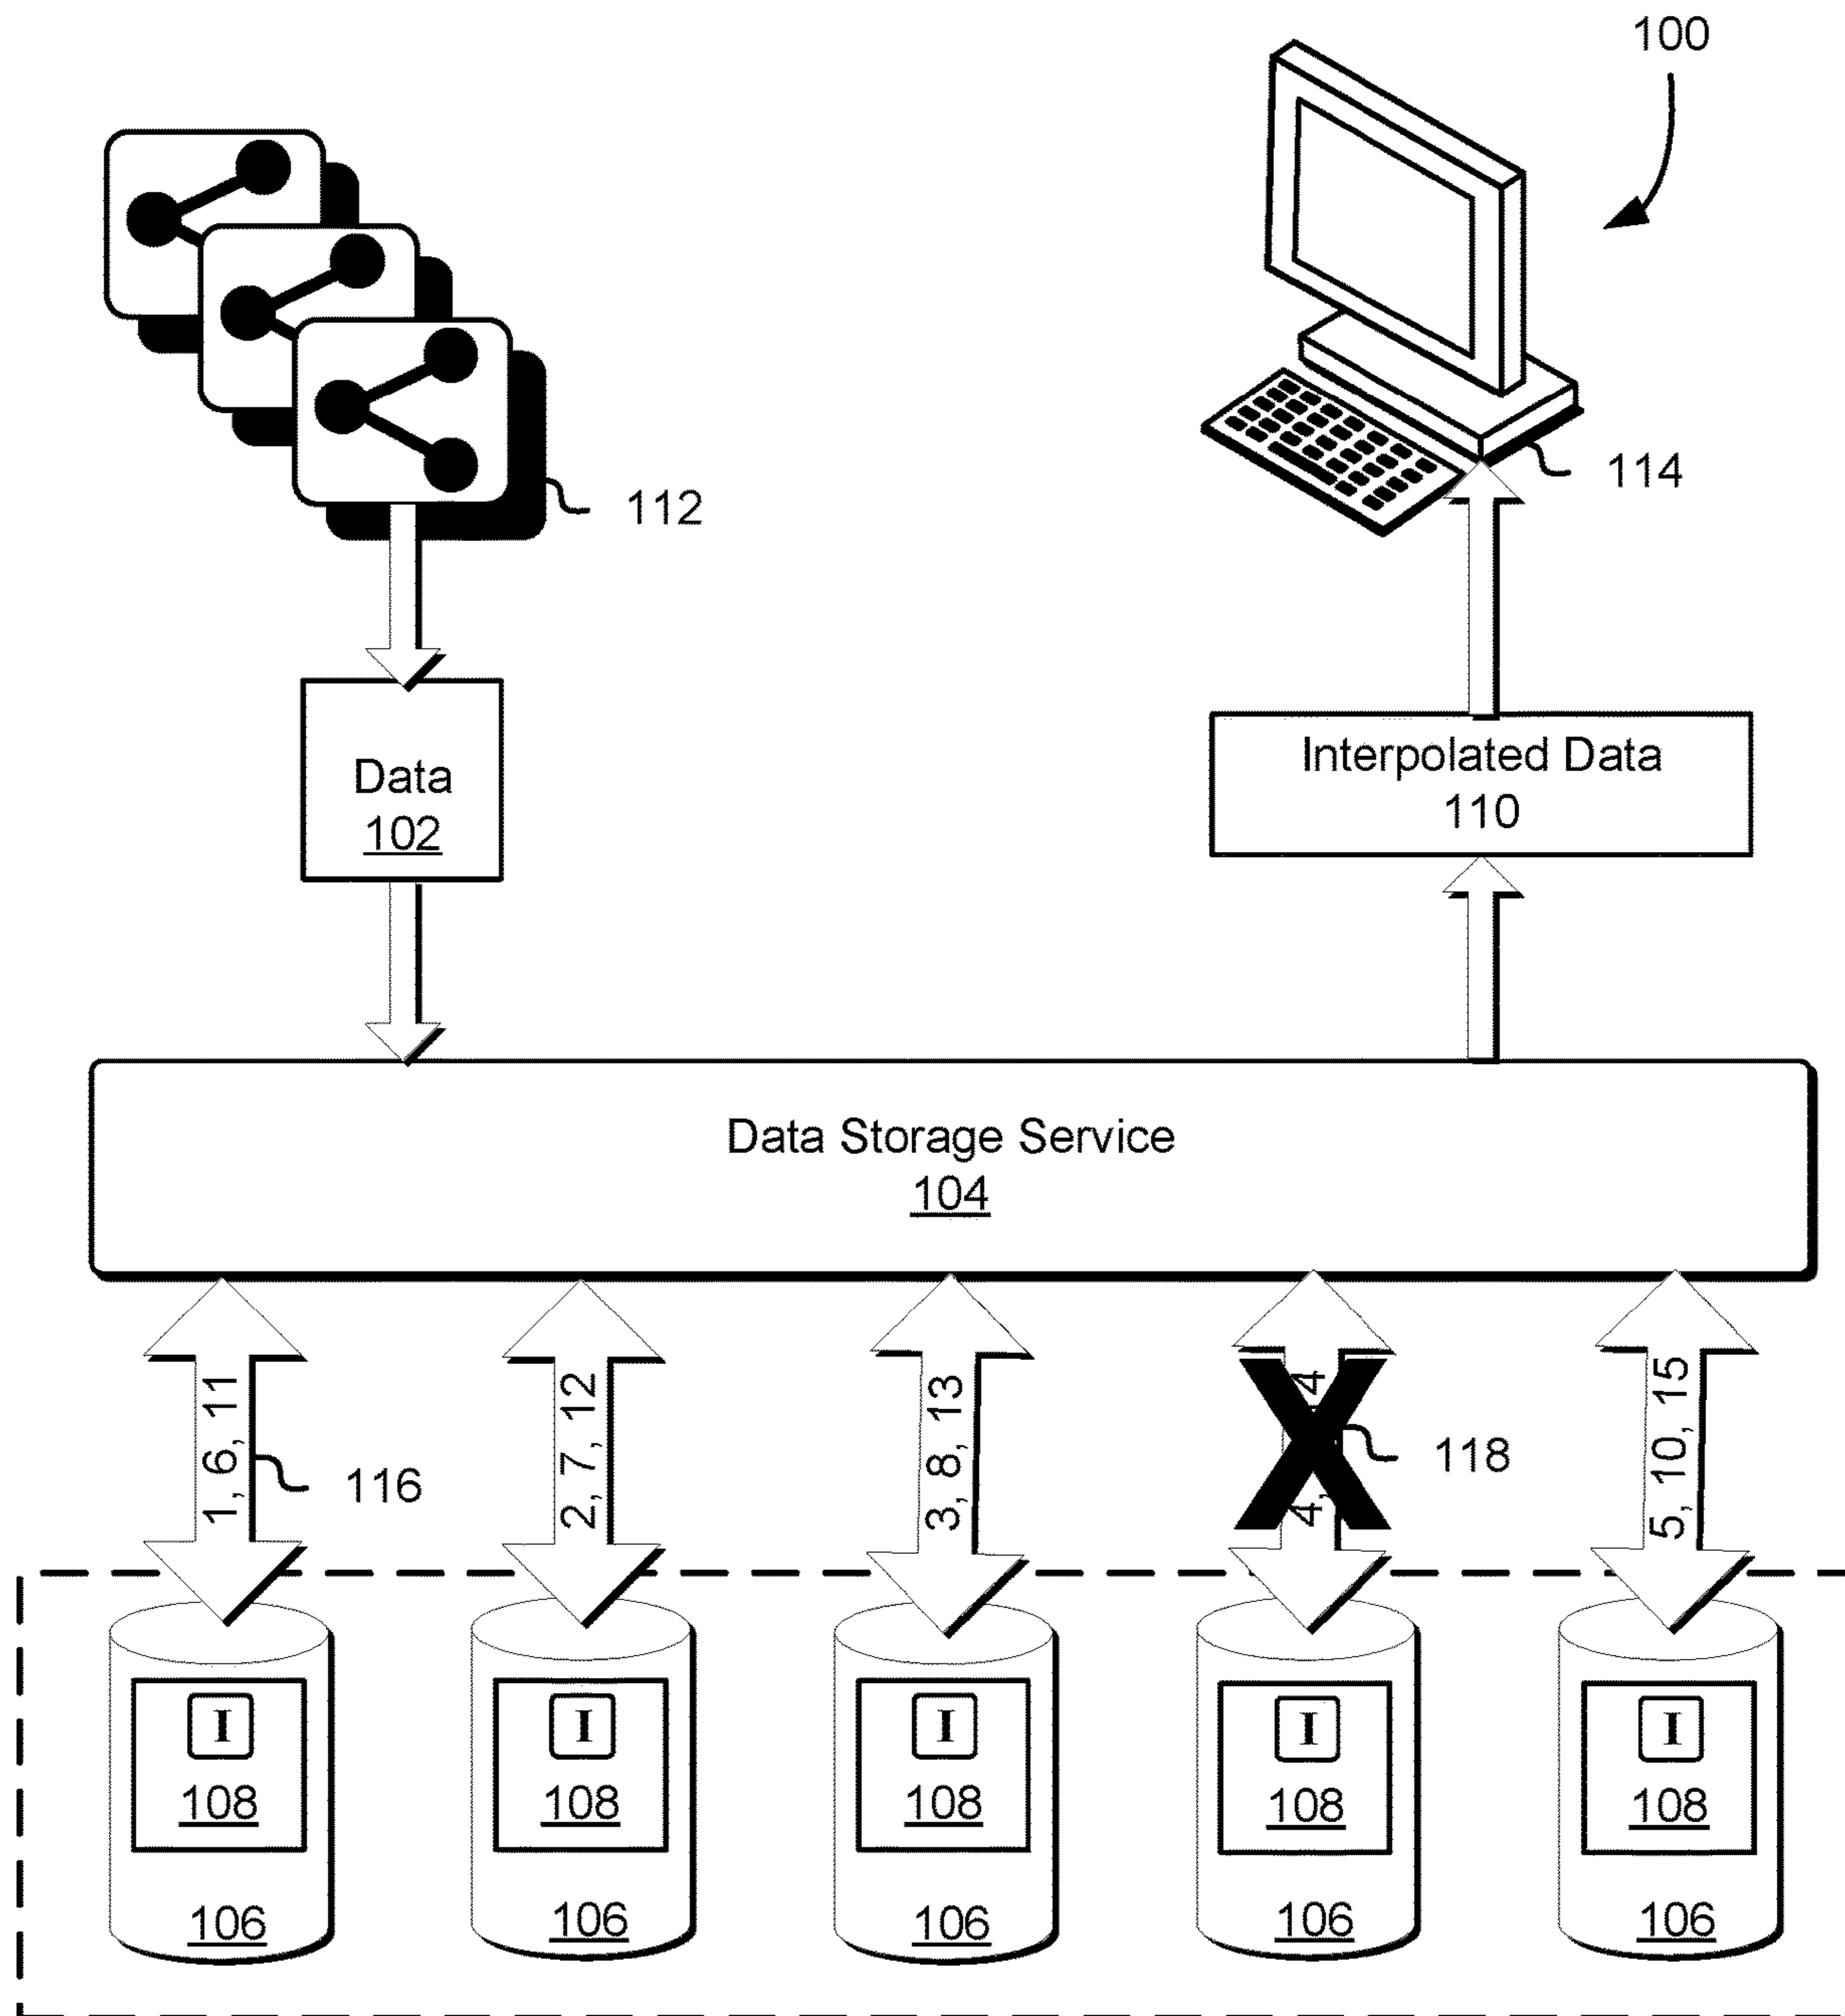 100
112
114
Data
102
Interpolated Data
110
Data Storage Service
104
1, 6, 11
116
2, 7, 12
3, 8, 13
118
5, 10, 15
I
I
I
I
I
108
108
108
108
108
106
106
106
106
106